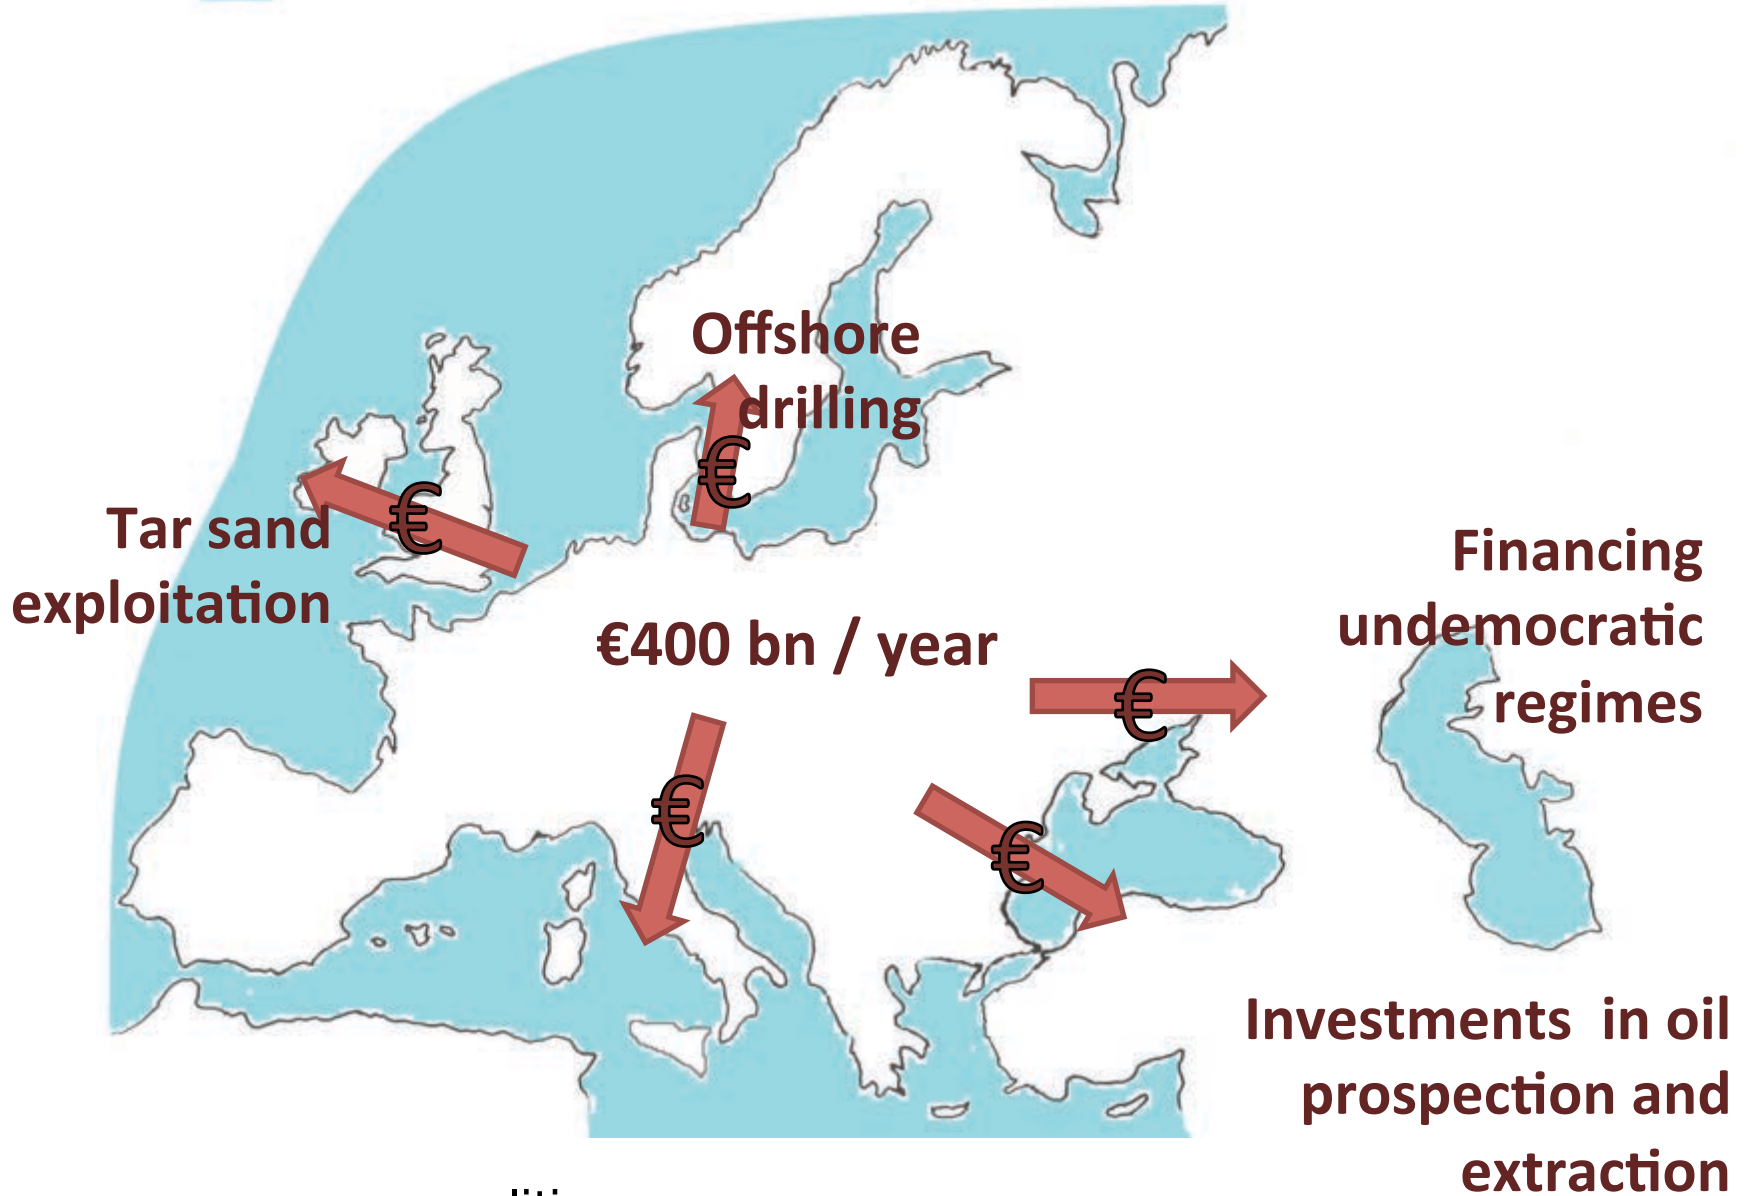 Offshore
drilling
€
Tar sand
exploitation
€
Financing
undemocratic
regimes
€400 bn / year
€
€
€
Investments in oil
prospection and
extraction